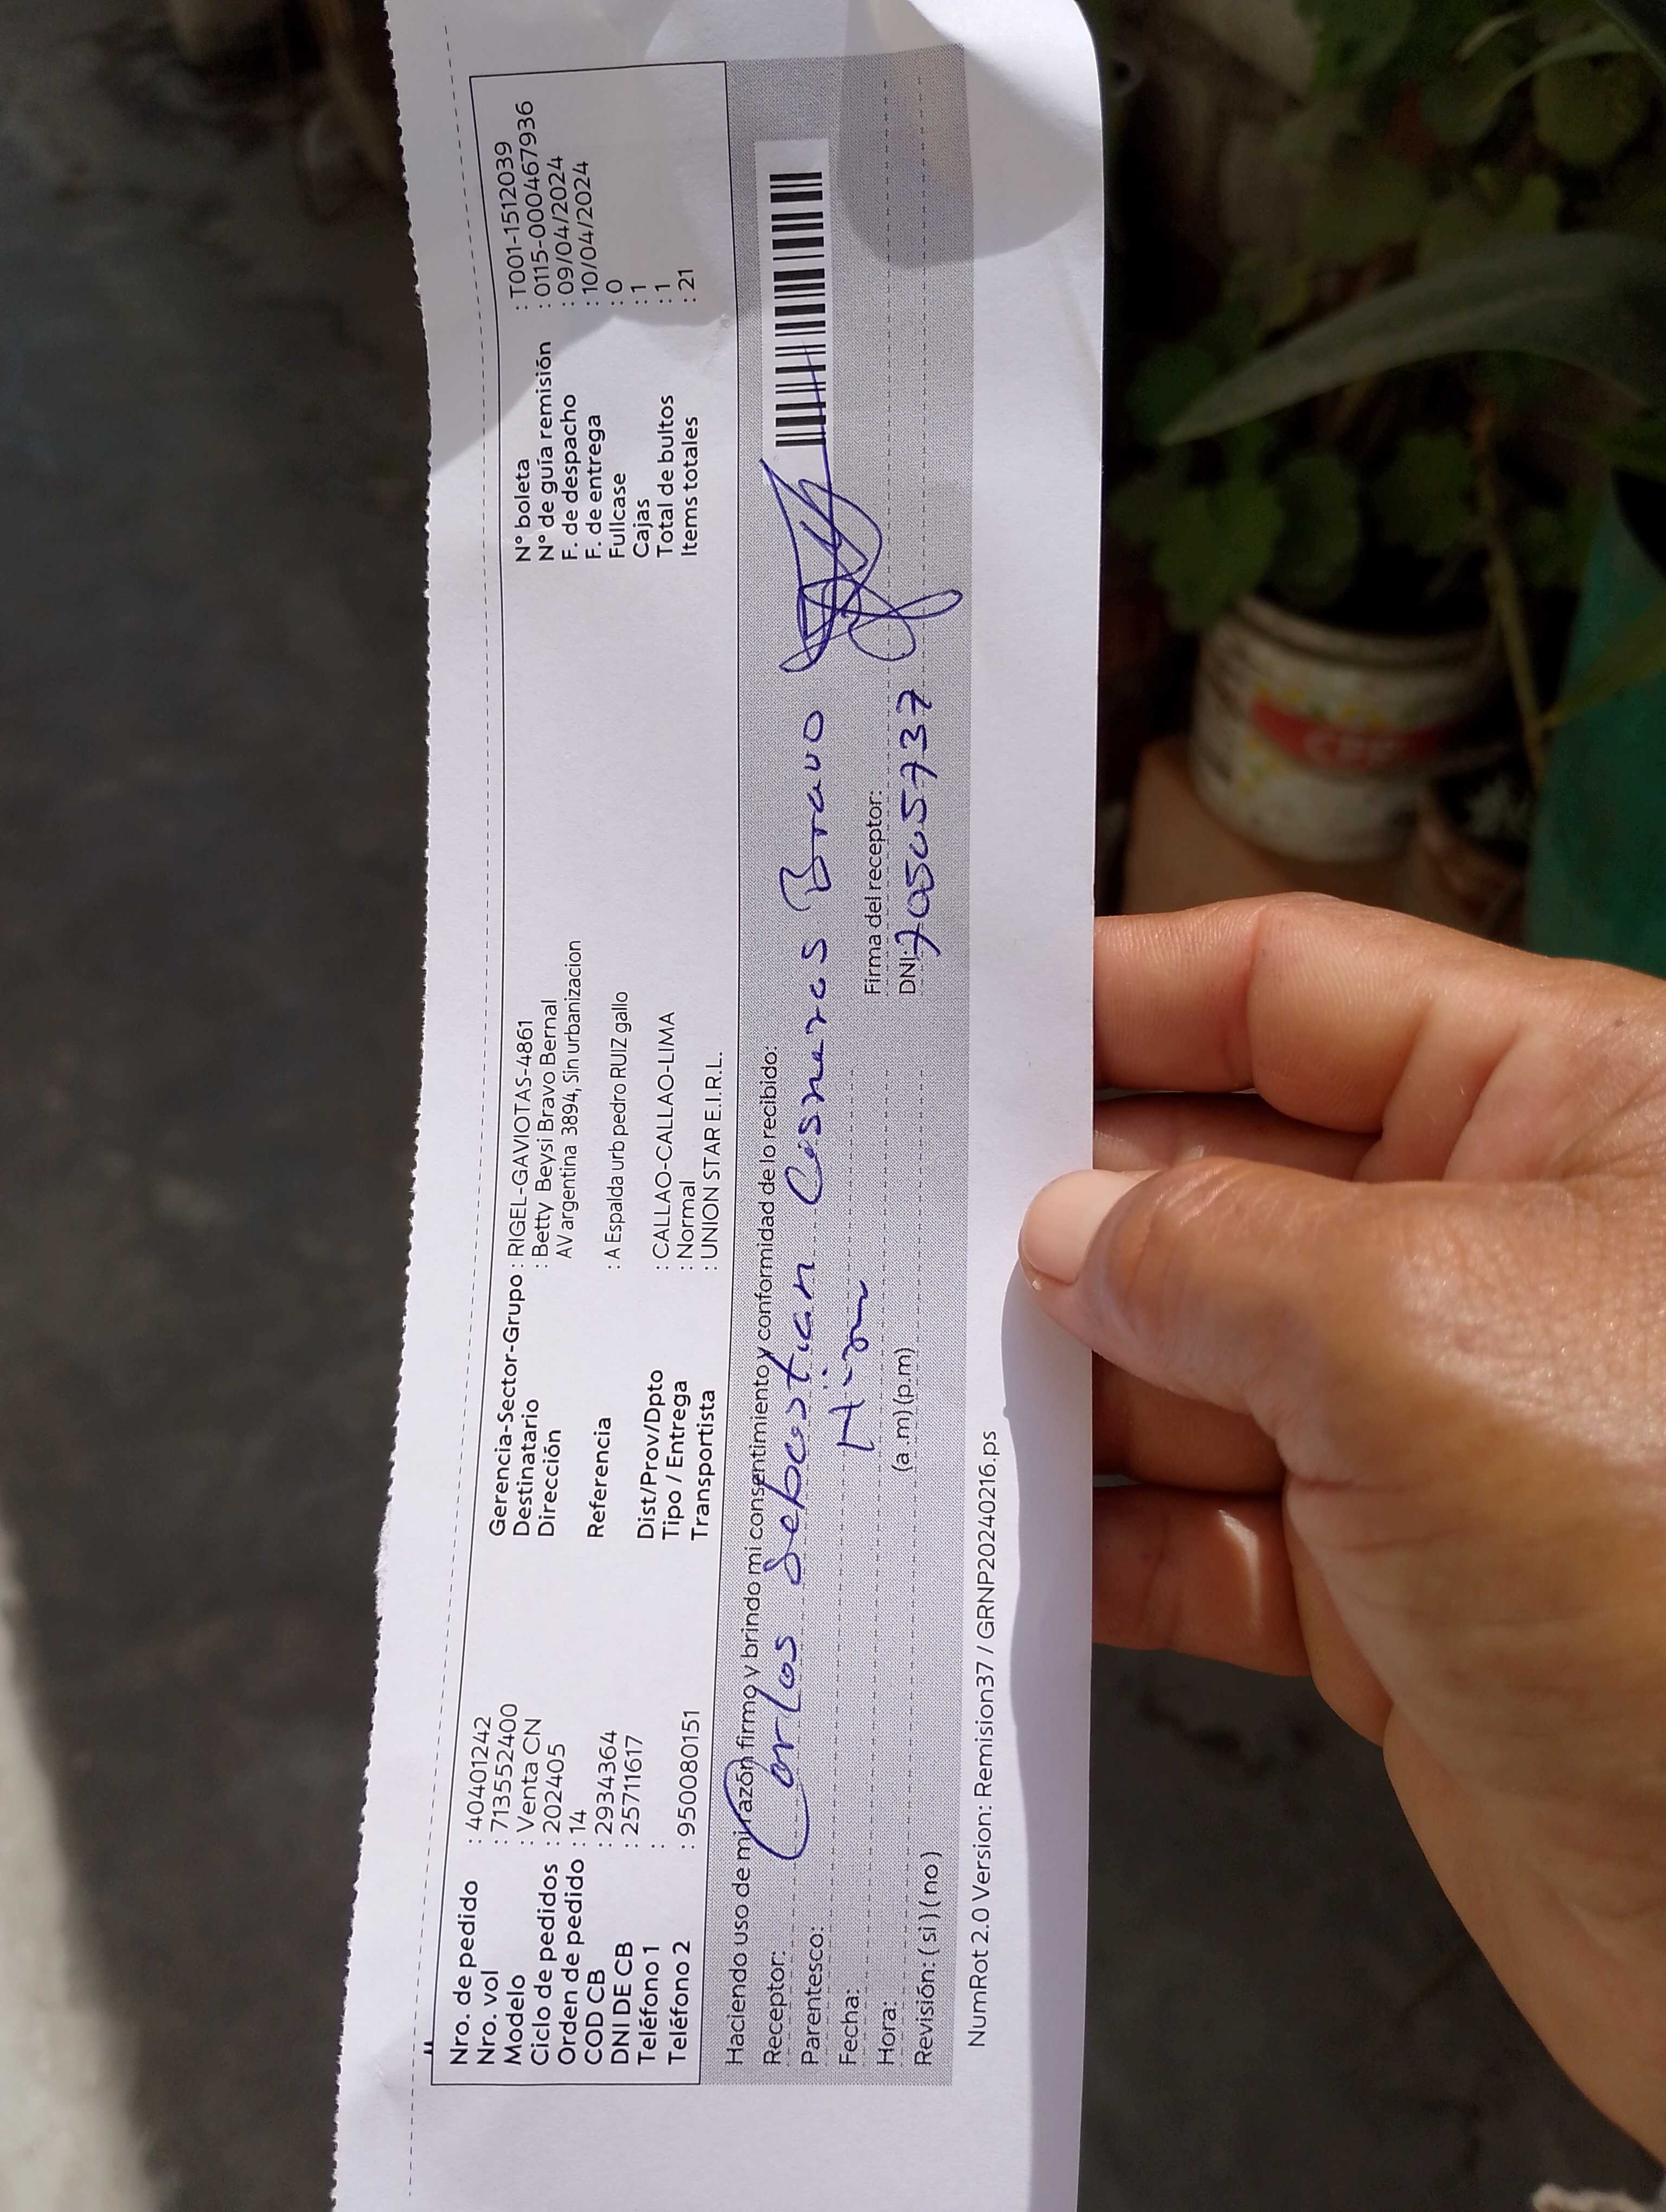 Nro. de pedido : 40401242
Nro. vol : 713552400
Modelo : Venta CN
Ciclo de pedidos : 202405
Orden de pedido : 14
COD CB : 2934364
DNI DE CB : 25711617
Teléfono 1 :
Teléfono 2 : 950080151
Gerencia-Sector-Grupo : RIGEL-GAVIOTAS-4861
Destinatario : Betty Beysi Bravo Bernal
Dirección AV argentina 3894, Sin urbanizacion
Referencia : A Espalda urb pedro RUIZ gallo
Dist/Prov/Dpto : CALLAO-CALLAO-LIMA
Tipo / Entrega : Normal
Transportista : UNION STAR E.I.R.L.
N° boleta : T001-1512039
N° de guía remisión : 0115-000467936
F. de despacho : 09/04/2024
F. de entrega : 10/04/2024
Fullcase : 0
Cajas : 1
Total de bultos : 1
Items totales : 21
Haciendo uso de mi razón firmo y brindo mi consentimiento y conformidad de lo recibido:
Receptor: Carlos Sebastian Bravo
Parentesco:
Fecha:
Firma del receptor:
Hora: (a.m) (p.m)
DNI: 70505737
Revisión: (si) (no)
NumRot 2.0 Version: Remision37 / GRNP20240216.ps
CPP